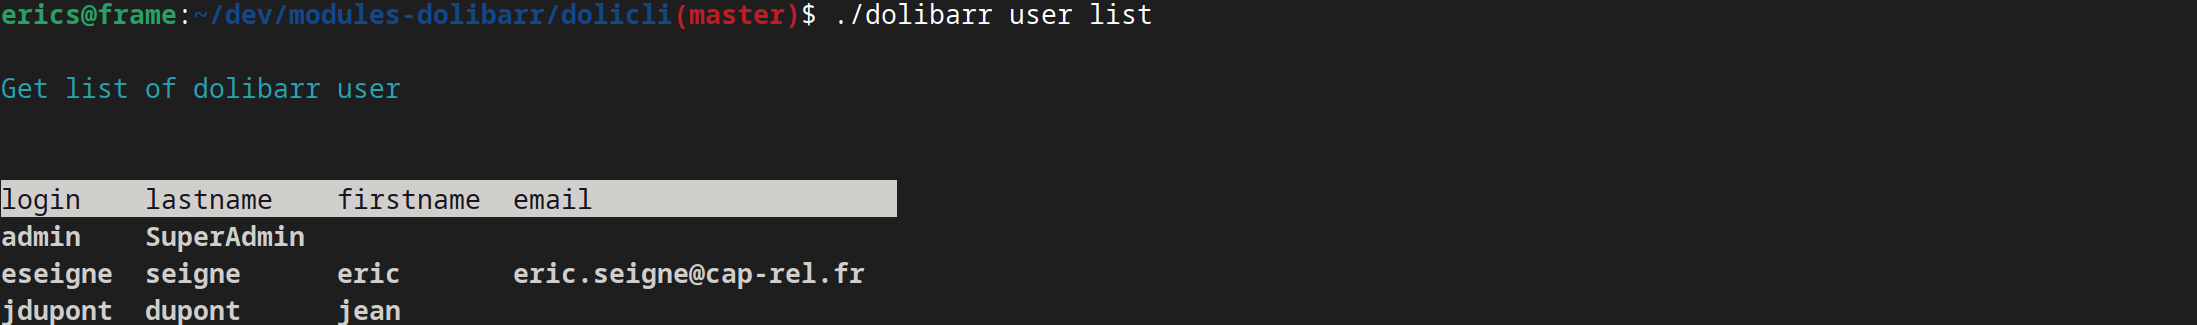 erics@frame:~/dev/modules-dolibarr/dolicli(master)$ ./dolibarr user list
Get list of dolibarr user
login lastname firstname email
admin SuperAdmin
eseigne seigne eric eric.seigne@cap-rel.fr
jdupont dupont jean